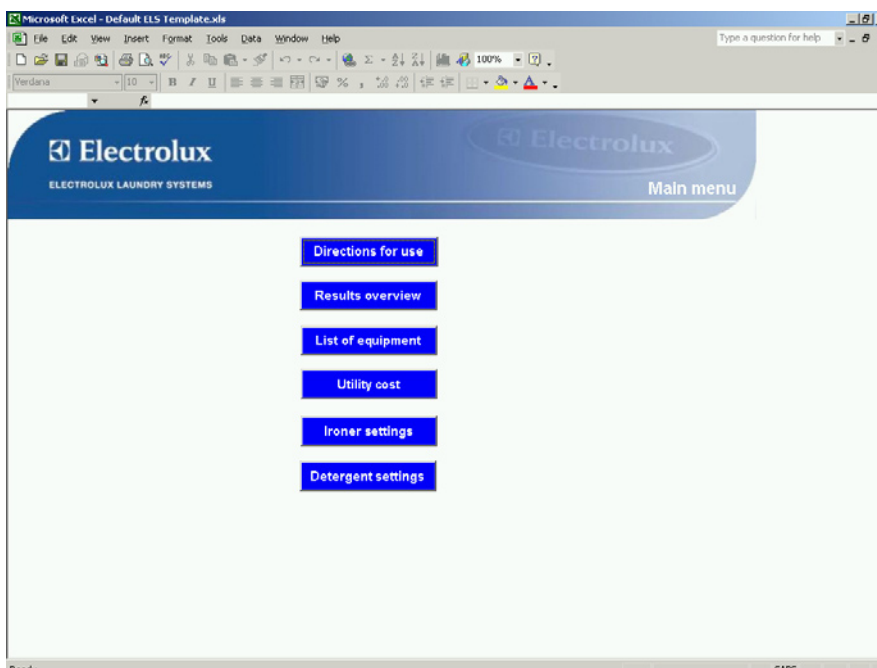 Microsoft Excel - Default ELS Template.xls
File Edit View Insert Format Tools Data Window Help
Type a question for help
100%
Verdana 10 B I U
fx
Electrolux
Electrolux
ELECTROLUX LAUNDRY SYSTEMS
Main menu
Directions for use
Results overview
List of equipment
Utility cost
Ironer settings
Detergent settings